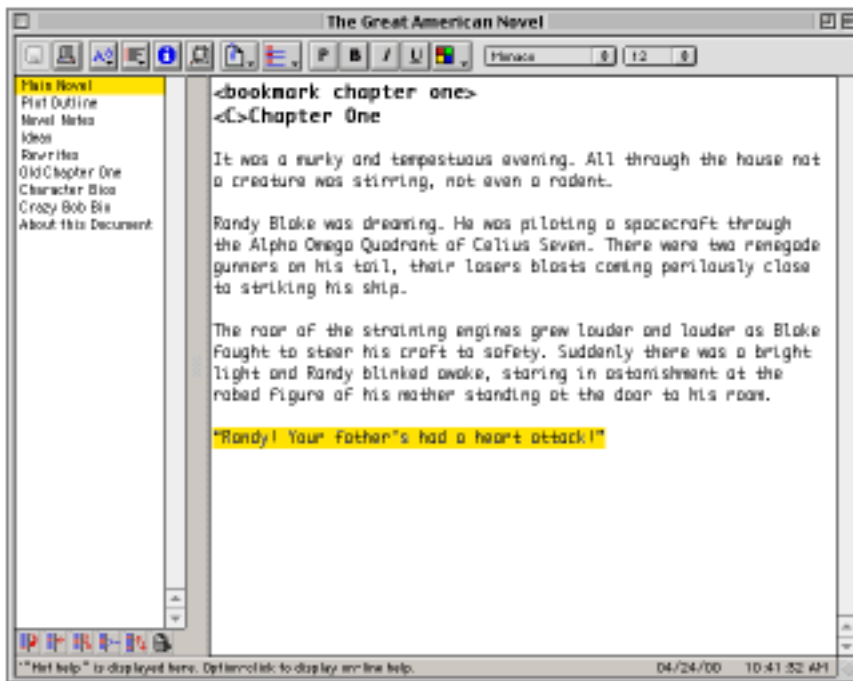 The Great American Novel
P B I U Monaco 12
Main Novel
Plot Outline
Novel Notes
Ideas
Rewrites
Old Chapter One
Character Bios
Crazy Bob Bin
About this Document
<bookmark chapter one>
<C>Chapter One
It was a murky and tempestuous evening. All through the house not
a creature was stirring, not even a rodent.
Randy Blake was dreaming. He was piloting a spacecraft through
the Alpha Omega Quadrant of Celius Seven. There were two renegade
gunners on his tail, their lasers blasts coming perilously close
to striking his ship.
The roar of the straining engines grew louder and louder as Blake
fought to steer his craft to safety. Suddenly there was a bright
light and Randy blinked awake, staring in astonishment at the
robed figure of his mother standing at the door to his room.
“Randy! Your father's had a heart attack!”
"Hot help" is displayed here. Option-click to display on-line help. 04/24/00 10:41:52 AM